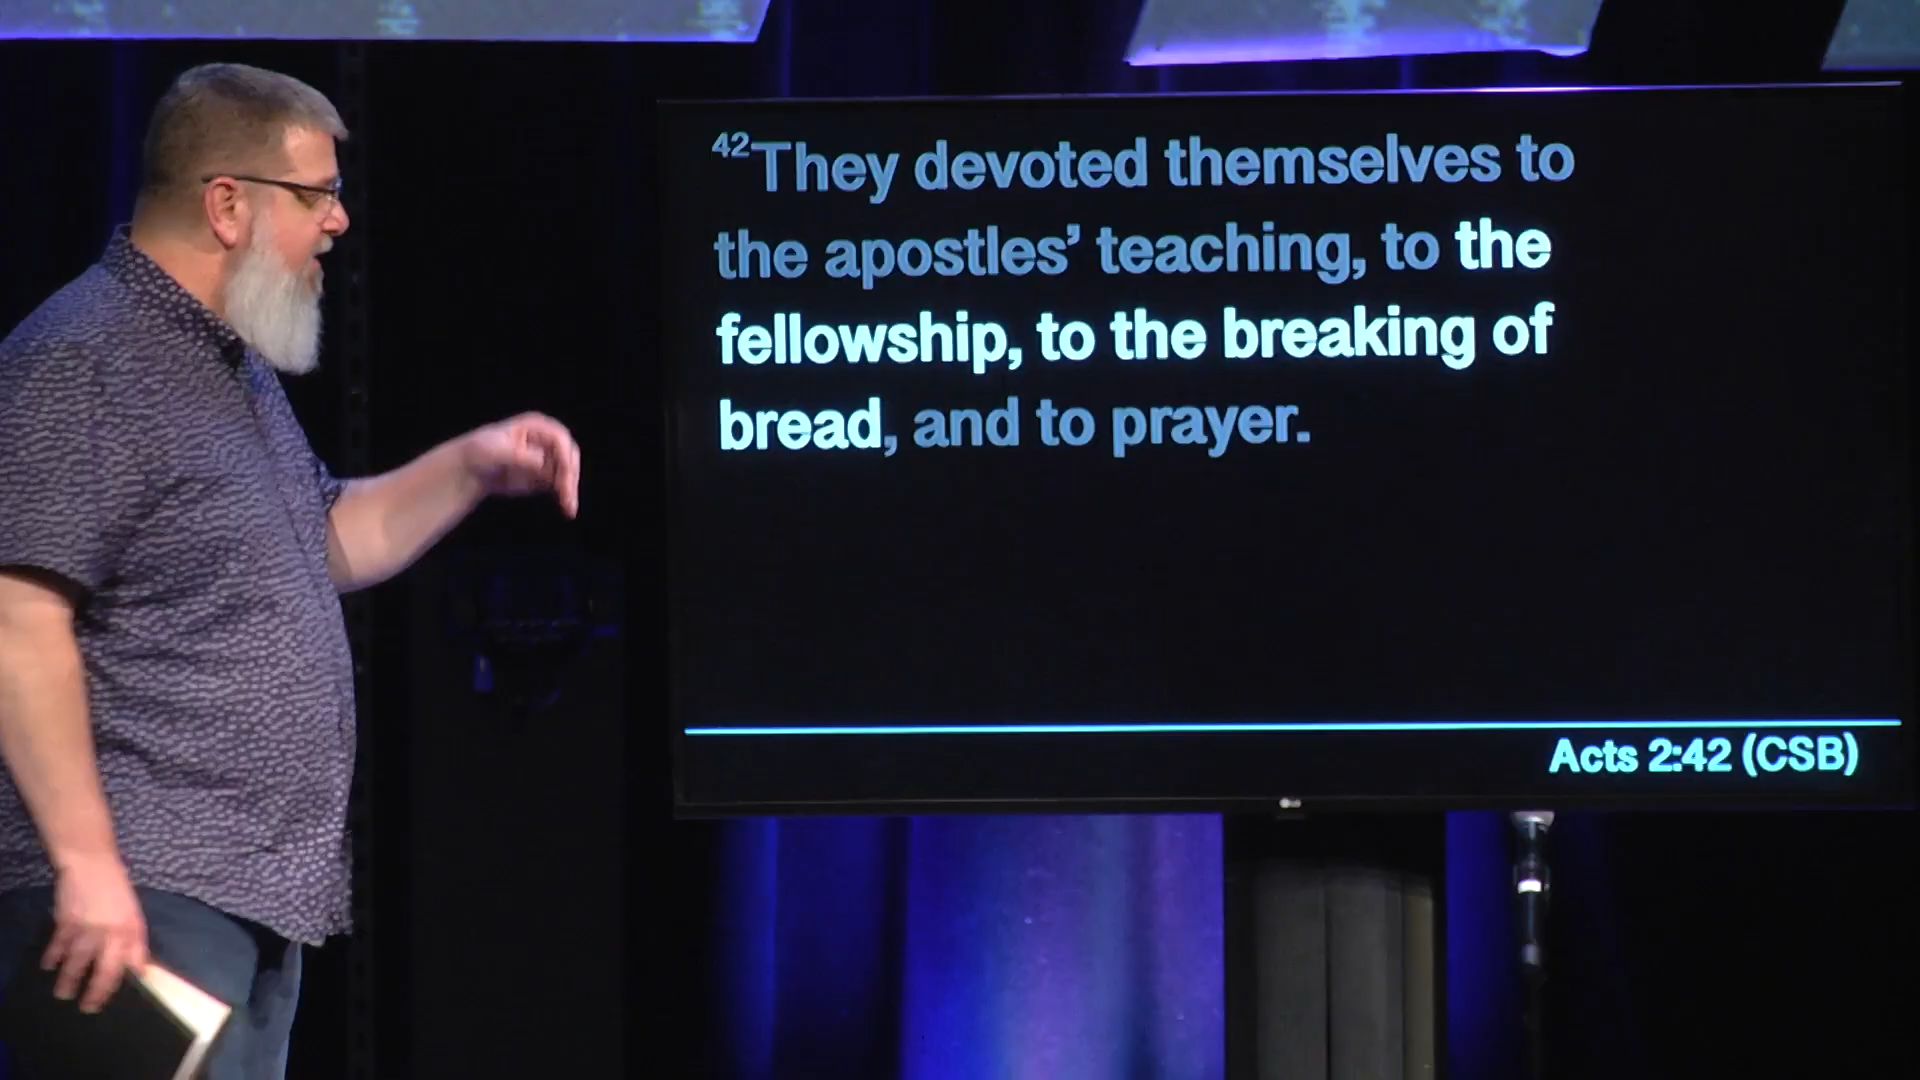 ⁴²They devoted themselves to
the apostles’ teaching, to the
fellowship, to the breaking of
bread, and to prayer.
Acts 2:42 (CSB)